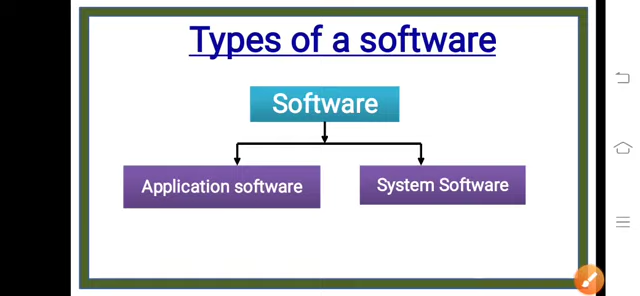 Types of a software
Software
Application software
System Software